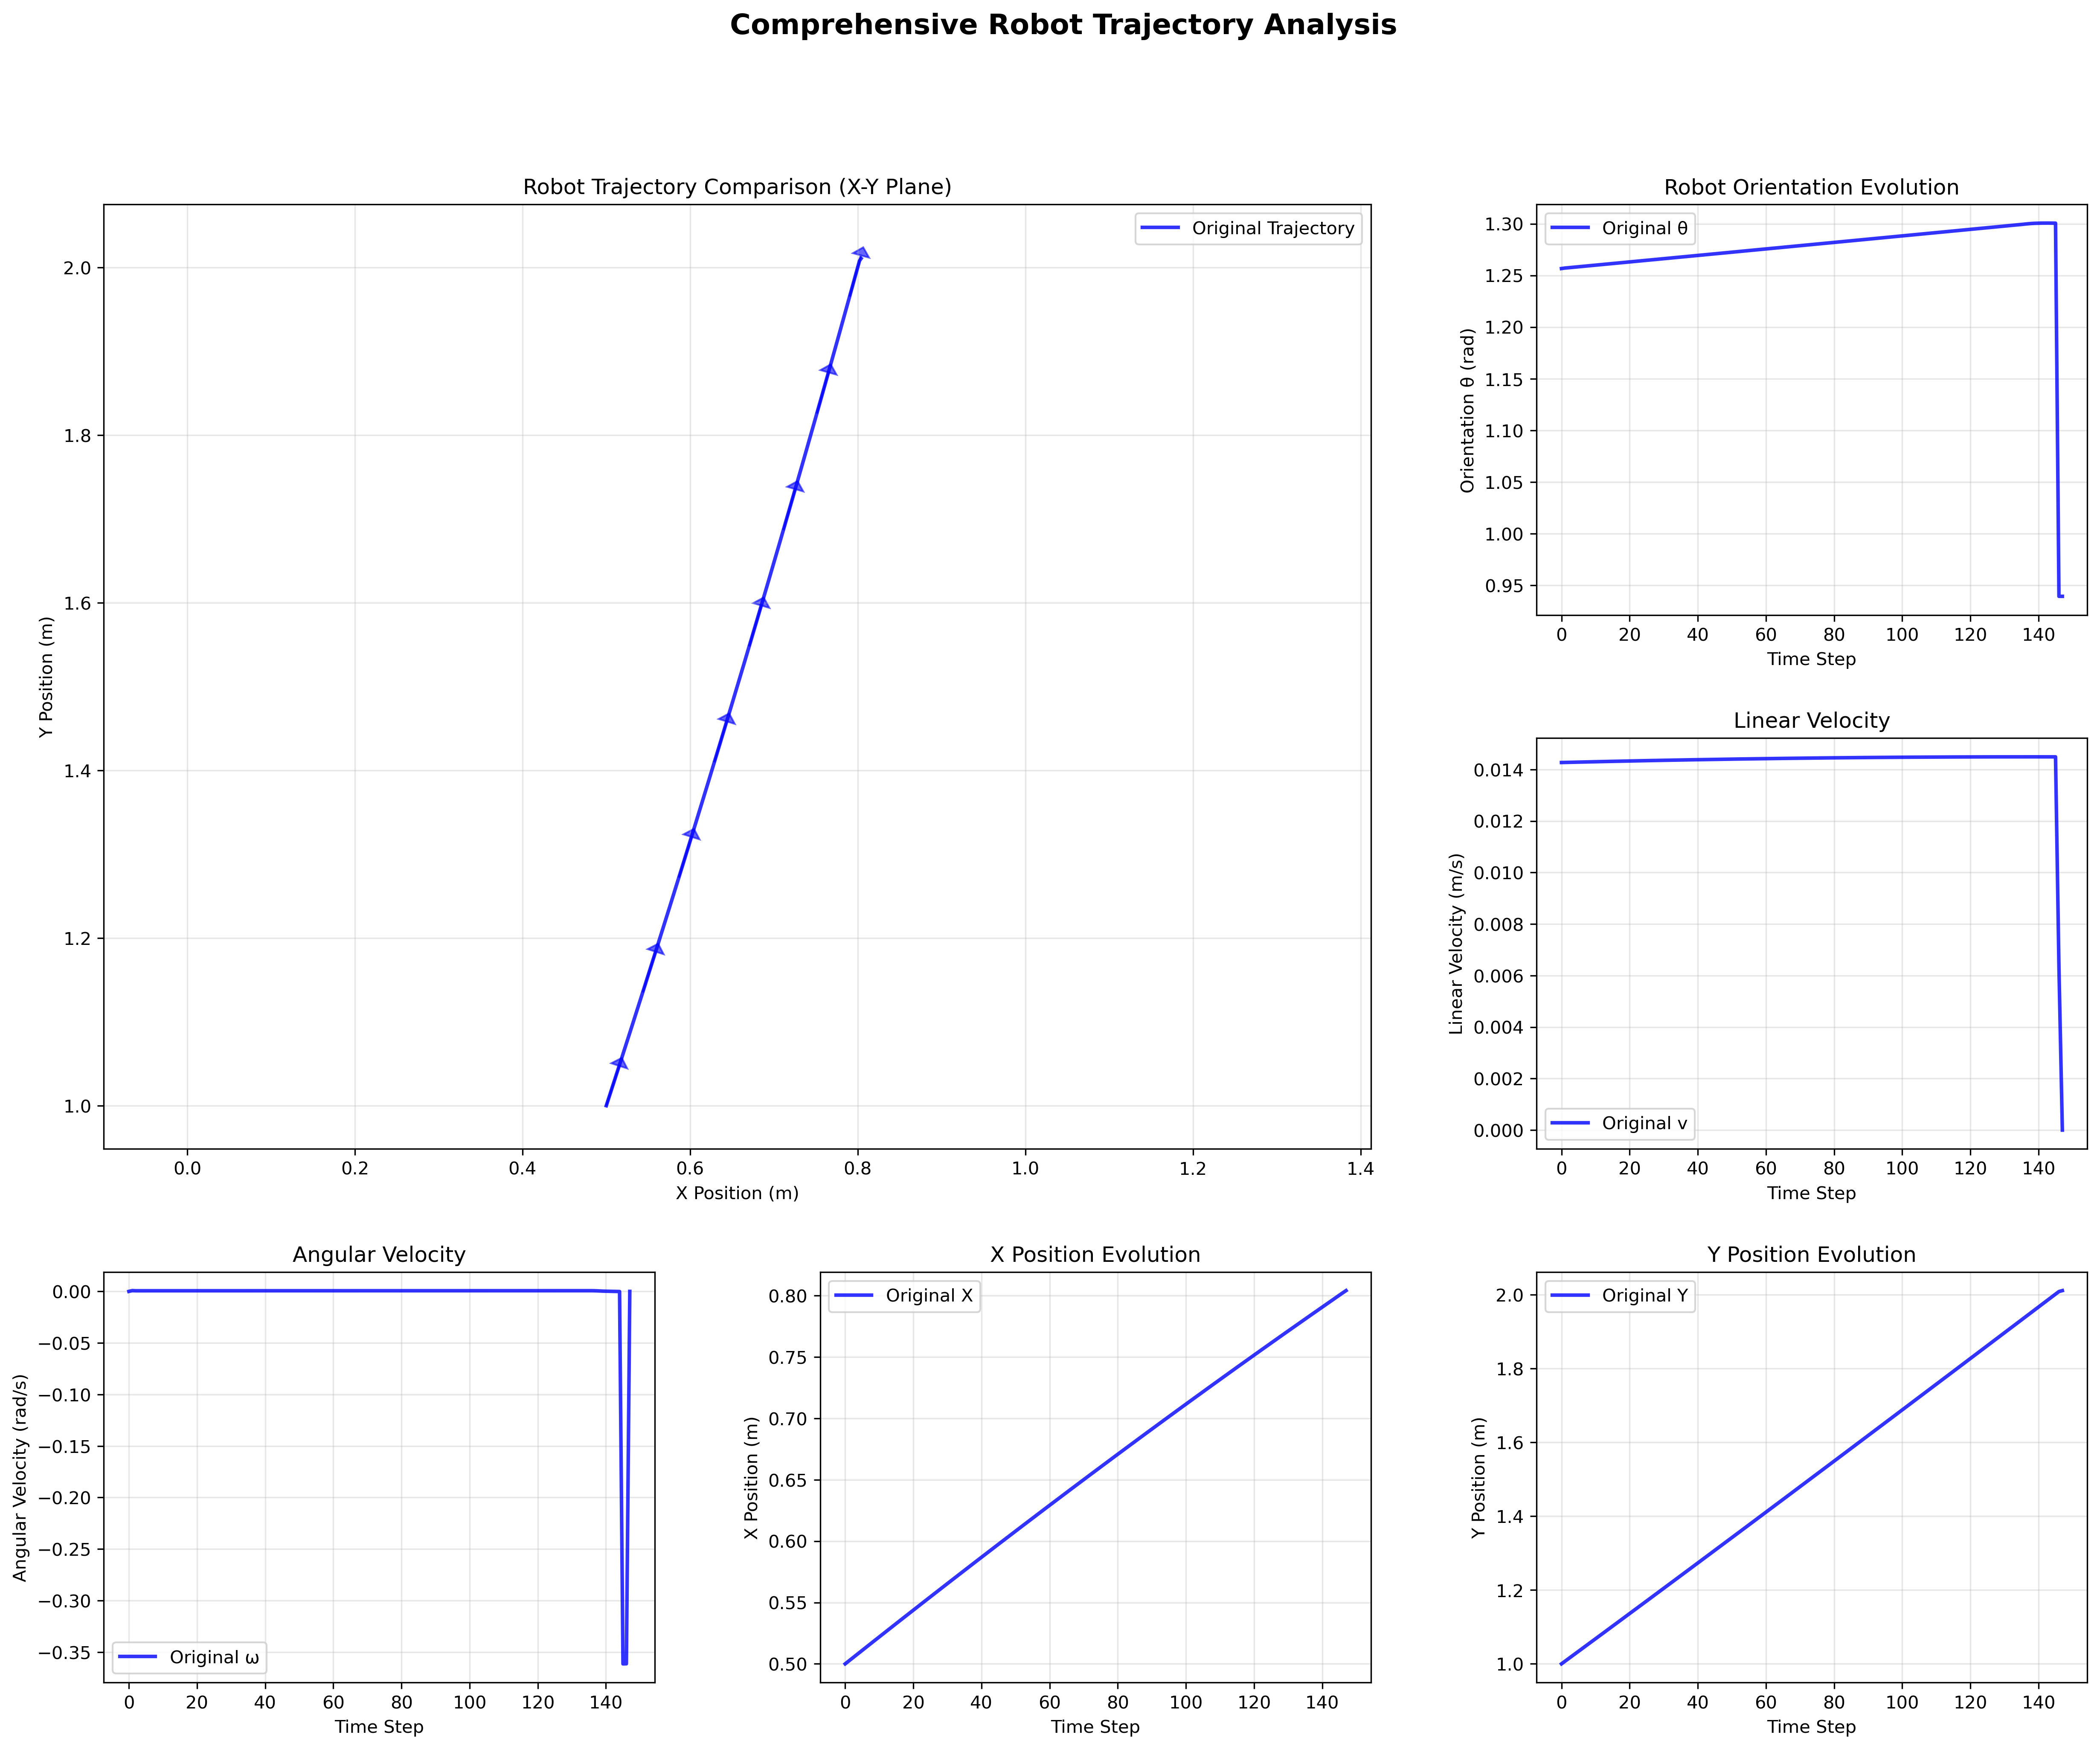 Comprehensive Robot Trajectory Analysis
Robot Trajectory Comparison (X-Y Plane)
Original Trajectory
2.0
1.8
1.6
1.4
1.2
1.0
Y Position (m)
0.0 0.2 0.4 0.6 0.8 1.0 1.2 1.4
X Position (m)
Robot Orientation Evolution
Original θ
1.30
1.25
1.20
1.15
1.10
1.05
1.00
0.95
Orientation θ (rad)
0 20 40 60 80 100 120 140
Time Step
Linear Velocity
0.014
0.012
0.010
0.008
0.006
0.004
0.002
0.000
Linear Velocity (m/s)
Original v
0 20 40 60 80 100 120 140
Time Step
Angular Velocity
0.00
−0.05
−0.10
−0.15
−0.20
−0.25
−0.30
−0.35
Angular Velocity (rad/s)
Original ω
0 20 40 60 80 100 120 140
Time Step
X Position Evolution
Original X
0.80
0.75
0.70
0.65
0.60
0.55
0.50
X Position (m)
0 20 40 60 80 100 120 140
Time Step
Y Position Evolution
Original Y
2.0
1.8
1.6
1.4
1.2
1.0
Y Position (m)
0 20 40 60 80 100 120 140
Time Step